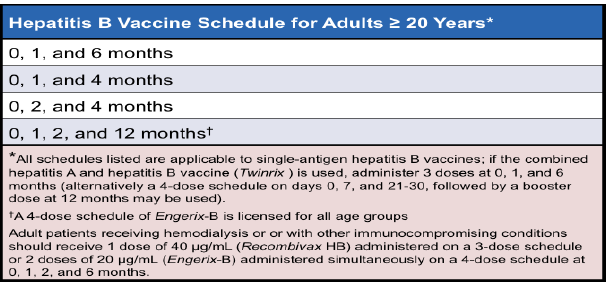 Hepatitis B Vaccine Schedule for Adults ≥ 20 Years*
0, 1, and 6 months
0, 1, and 4 months
0, 2, and 4 months
0, 1, 2, and 12 months†
*All schedules listed are applicable to single-antigen hepatitis B vaccines; if the combined
hepatitis A and hepatitis B vaccine (Twinrix ) is used, administer 3 doses at 0, 1, and 6
months (alternatively a 4-dose schedule on days 0, 7, and 21-30, followed by a booster
dose at 12 months may be used).
†A 4-dose schedule of Engerix-B is licensed for all age groups
Adult patients receiving hemodialysis or or with other immunocompromising conditions
should receive 1 dose of 40 µg/mL (Recombivax HB) administered on a 3-dose schedule
or 2 doses of 20 µg/mL (Engerix-B) administered simultaneously on a 4-dose schedule at
0, 1, 2, and 6 months.